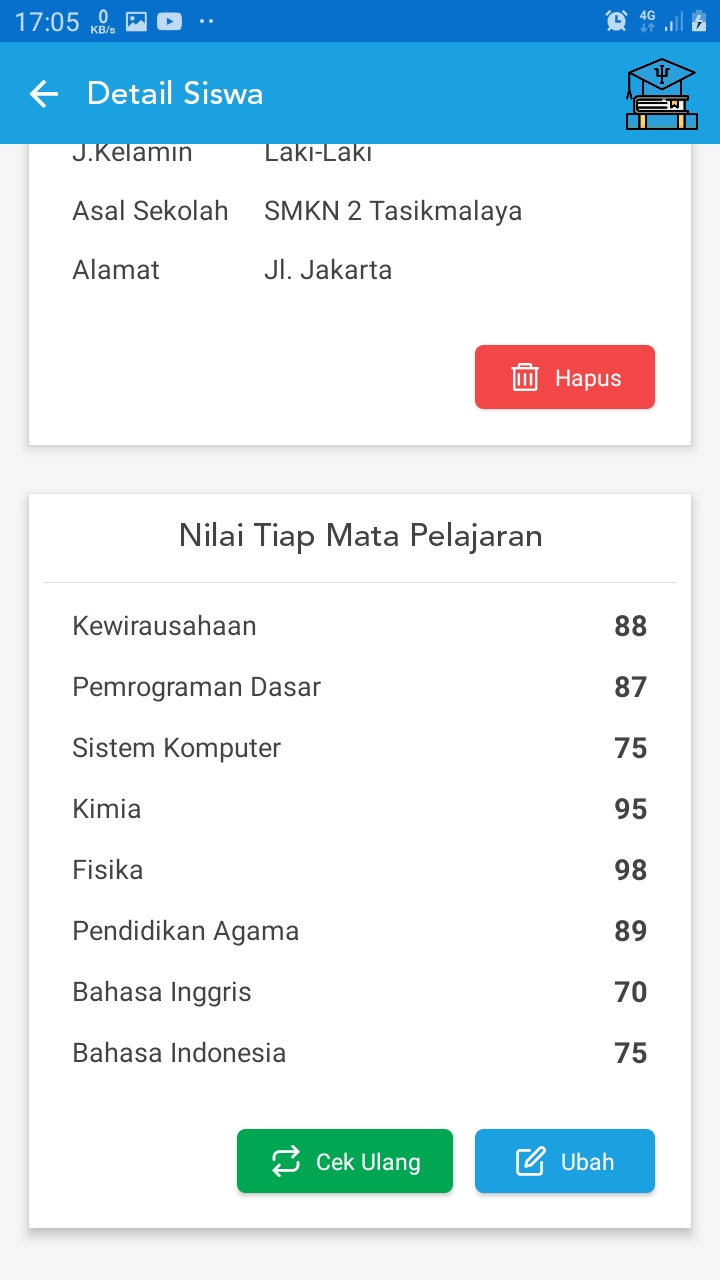 17:05 0 KB/s 4G
Detail Siswa
J.Kelamin Laki-Laki
Asal Sekolah SMKN 2 Tasikmalaya
Alamat Jl. Jakarta
Hapus
Nilai Tiap Mata Pelajaran
Kewirausahaan 88
Pemrograman Dasar 87
Sistem Komputer 75
Kimia 95
Fisika 98
Pendidikan Agama 89
Bahasa Inggris 70
Bahasa Indonesia 75
Cek Ulang Ubah